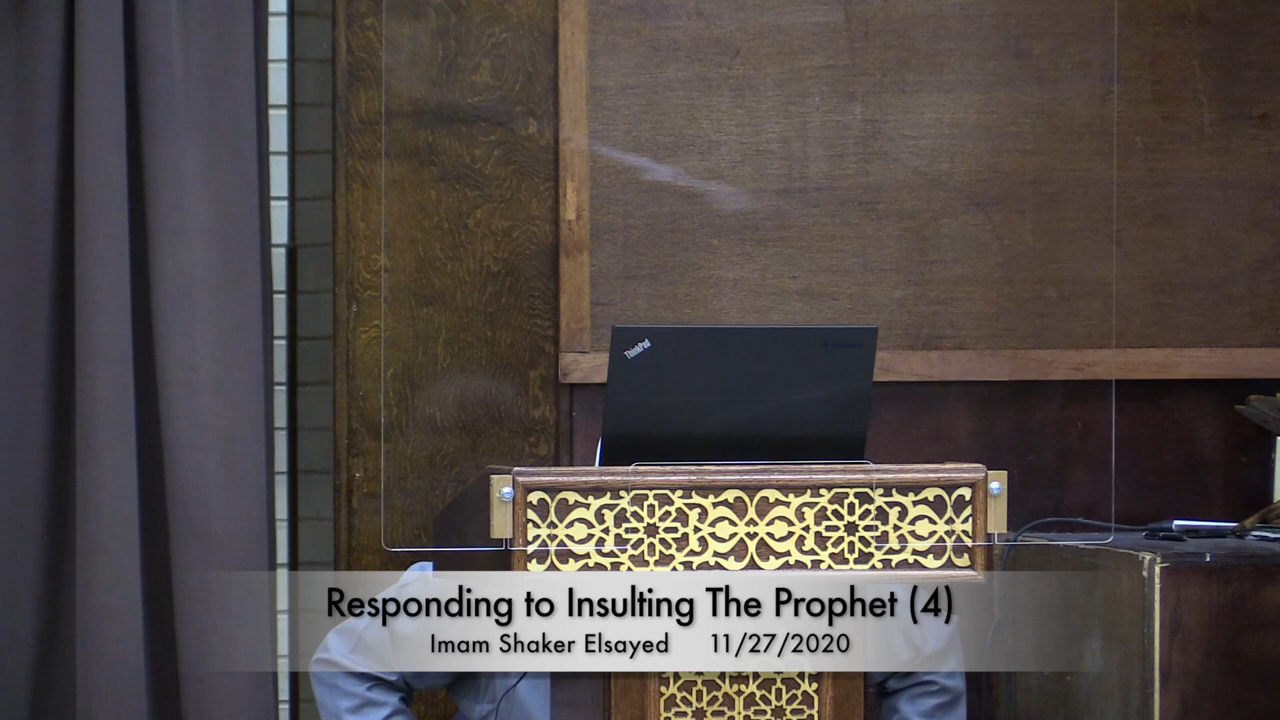 ThinkPad
Responding to Insulting The Prophet (4)
Imam Shaker Elsayed 11/27/2020